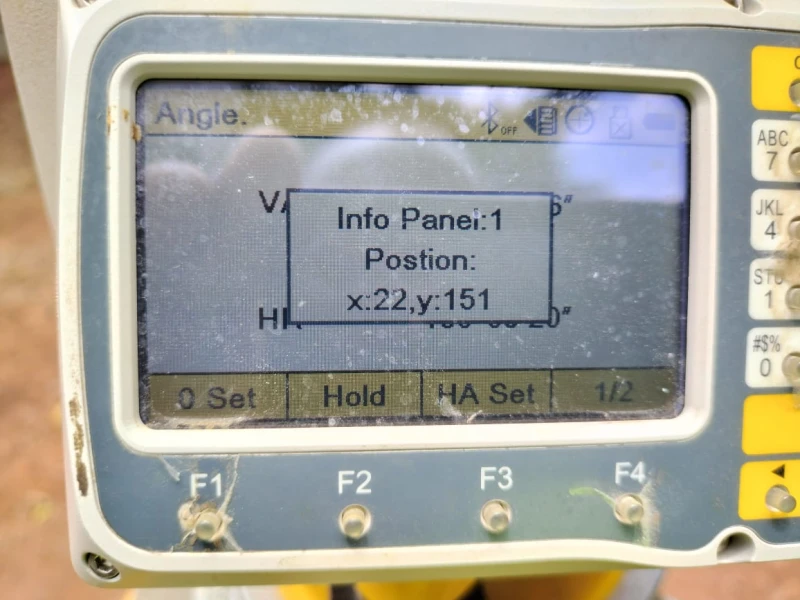 Angle.
OFF
Info Panel:1
Postion:
x:22,y:151
0 Set Hold HA Set 1/2
F1 F2 F3 F4
ABC
7
JKL
4
STU
1
#$%
0